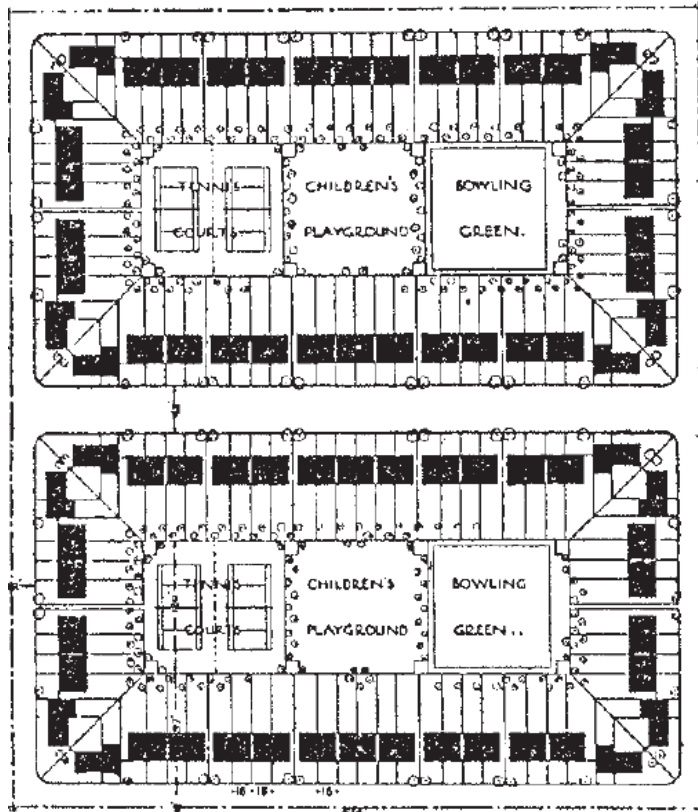 TENNIS
COURTS
CHILDREN'S
PLAYGROUND
BOWLING
GREEN.
TENNIS
COURTS
CHILDREN'S
PLAYGROUND
BOWLING
GREEN..